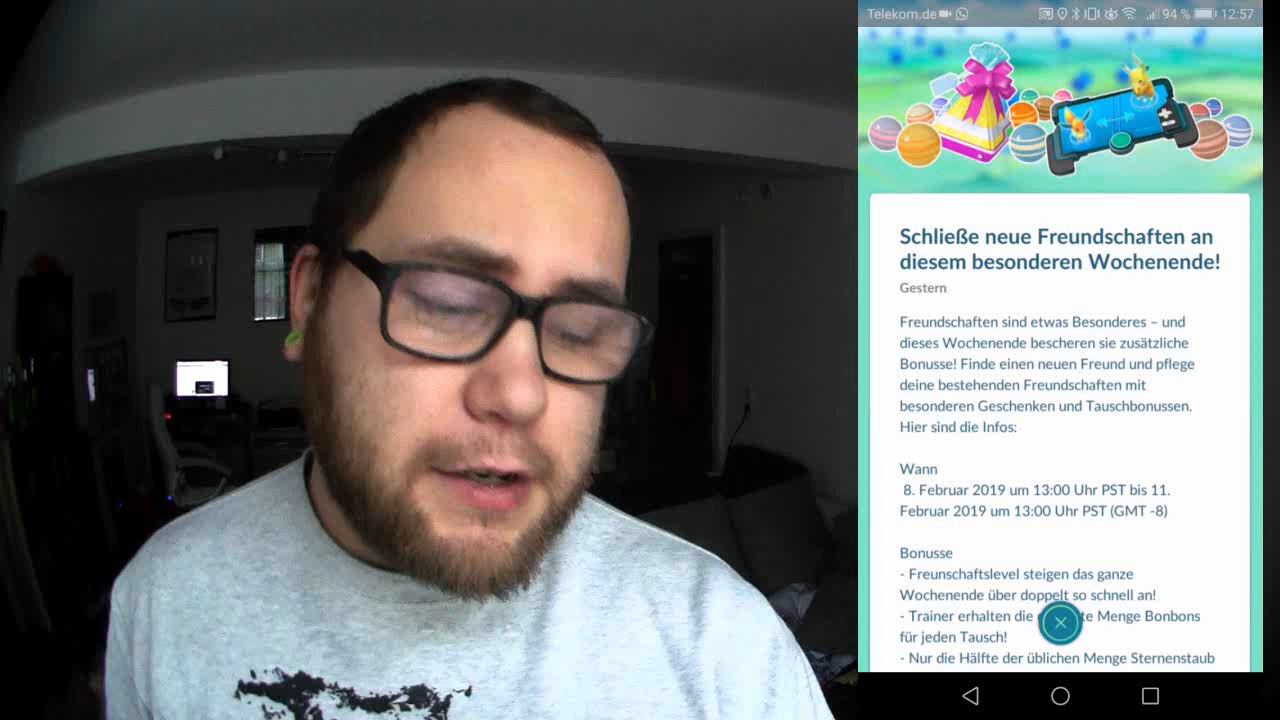 Telekom.de
94 %
12:57
Schließe neue Freundschaften an
diesem besonderen Wochenende!
Gestern
Freundschaften sind etwas Besonderes – und
dieses Wochenende bescheren sie zusätzliche
Bonusse! Finde einen neuen Freund und pflege
deine bestehenden Freundschaften mit
besonderen Geschenken und Tauschbonussen.
Hier sind die Infos:
Wann
8. Februar 2019 um 13:00 Uhr PST bis 11.
Februar 2019 um 13:00 Uhr PST (GMT -8)
Bonusse
- Freunschaftslevel steigen das ganze
Wochenende über doppelt so schnell an!
- Trainer erhalten die Menge Bonbons
für jeden Tausch!
- Nur die Hälfte der üblichen Menge Sternenstaub